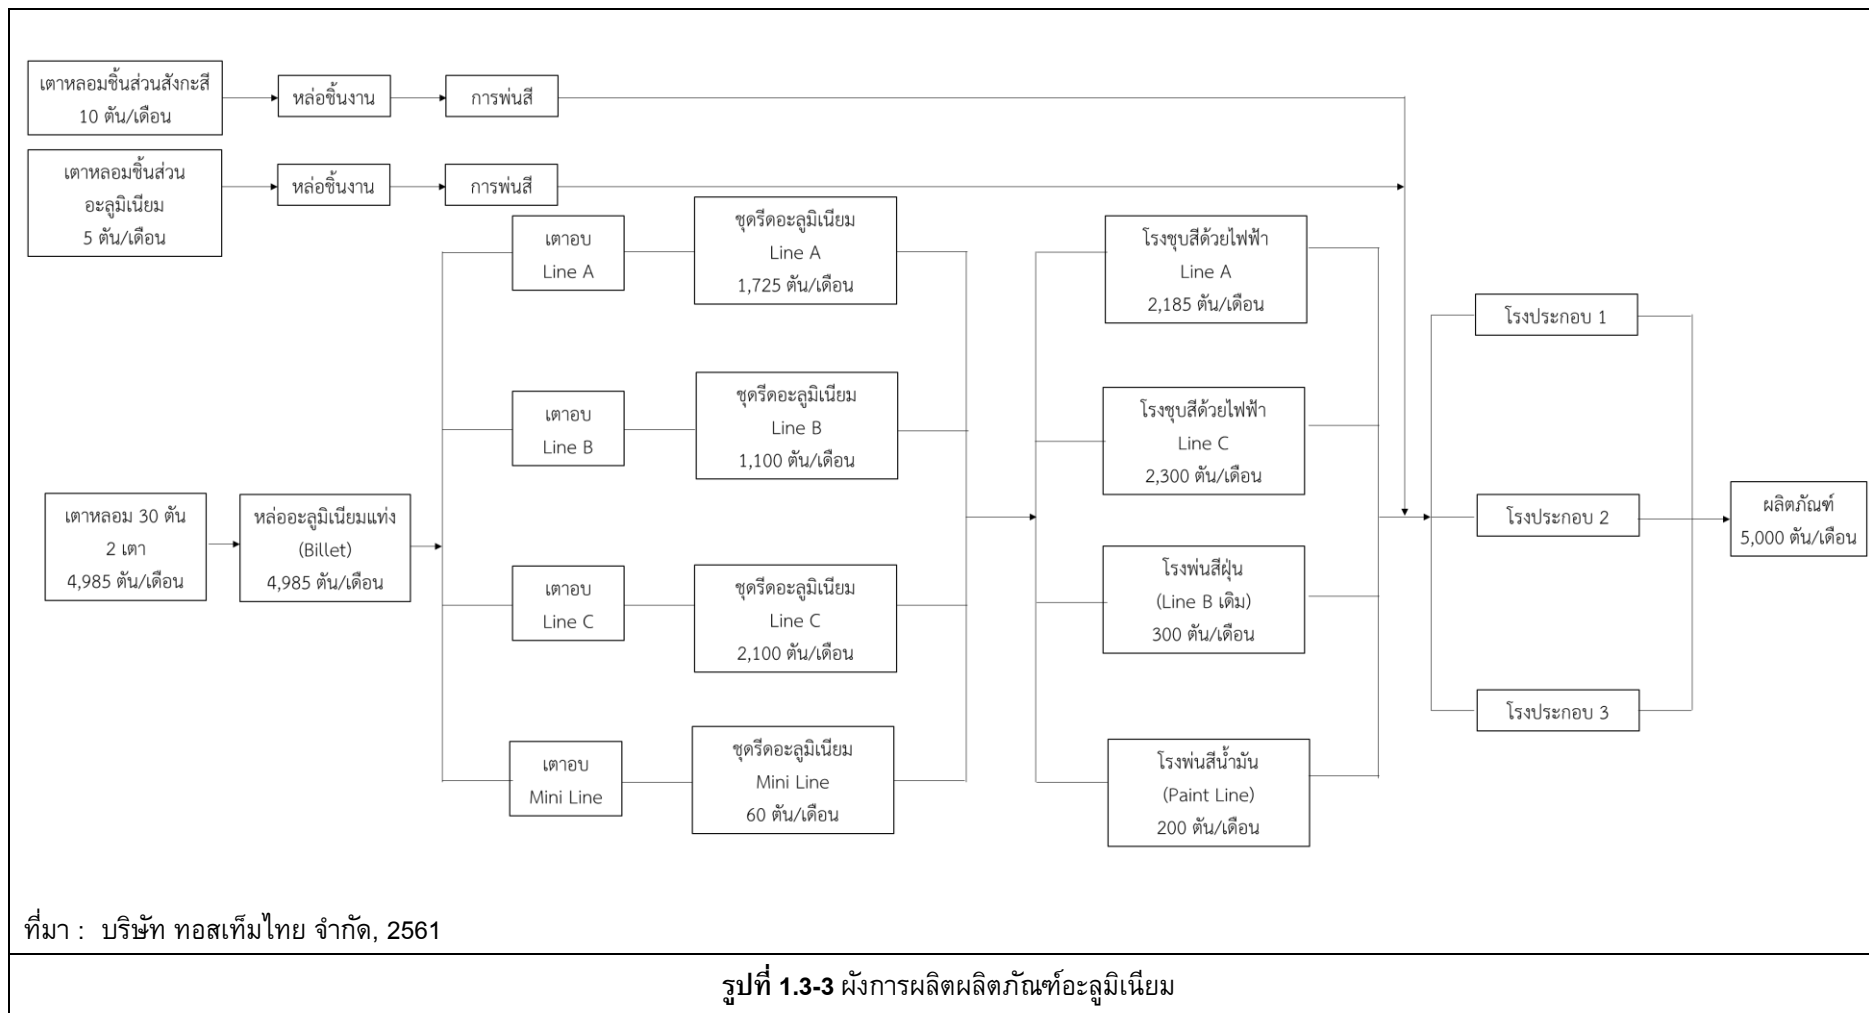 เตาหลอมชิ้นส่วนสังกะสี
10 ตัน/เดือน
หล่อชิ้นงาน
การพ่นสี
เตาหลอมชิ้นส่วน
อะลูมิเนียม
5 ตัน/เดือน
หล่อชิ้นงาน
การพ่นสี
เตาหลอม 30 ตัน
2 เตา
4,985 ตัน/เดือน
หล่ออะลูมิเนียมแท่ง
(Billet)
4,985 ตัน/เดือน
เตาอบ
Line A
เตาอบ
Line B
เตาอบ
Line C
เตาอบ
Mini Line
ชุดรีดอะลูมิเนียม
Line A
1,725 ตัน/เดือน
ชุดรีดอะลูมิเนียม
Line B
1,100 ตัน/เดือน
ชุดรีดอะลูมิเนียม
Line C
2,100 ตัน/เดือน
ชุดรีดอะลูมิเนียม
Mini Line
60 ตัน/เดือน
โรงชุบสีด้วยไฟฟ้า
Line A
2,185 ตัน/เดือน
โรงชุบสีด้วยไฟฟ้า
Line C
2,300 ตัน/เดือน
โรงพ่นสีฝุ่น
(Line B เดิม)
300 ตัน/เดือน
โรงพ่นสีน้ำมัน
(Paint Line)
200 ตัน/เดือน
โรงประกอบ 1
โรงประกอบ 2
โรงประกอบ 3
ผลิตภัณฑ์
5,000 ตัน/เดือน
ที่มา : บริษัท ทอสเท็มไทย จำกัด, 2561
รูปที่ 1.3-3 ผังการผลิตผลิตภัณฑ์อะลูมิเนียม